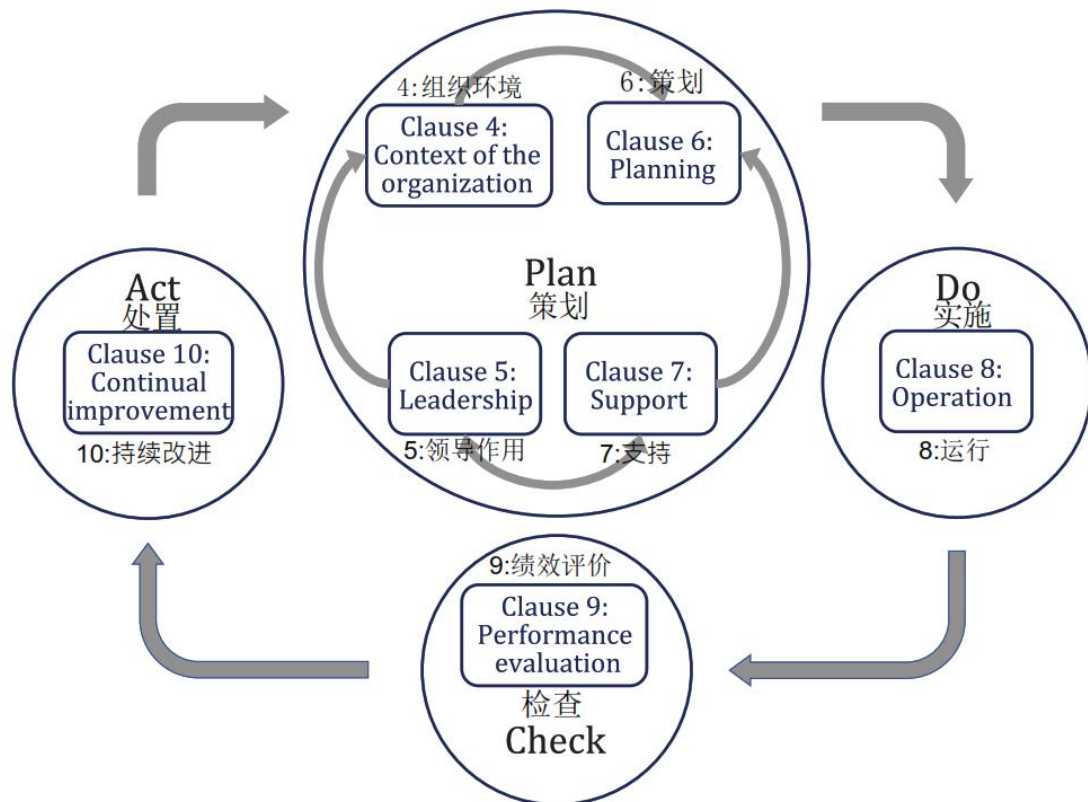 4:组织环境
Clause 4:
Context of the
organization
6:策划
Clause 6:
Planning
Plan
策划
Clause 5:
Leadership
5:领导作用
Clause 7:
Support
7:支持
Do
实施
Clause 8:
Operation
8:运行
9:绩效评价
Clause 9:
Performance
evaluation
检查
Check
Act
处置
Clause 10:
Continual
improvement
10:持续改进